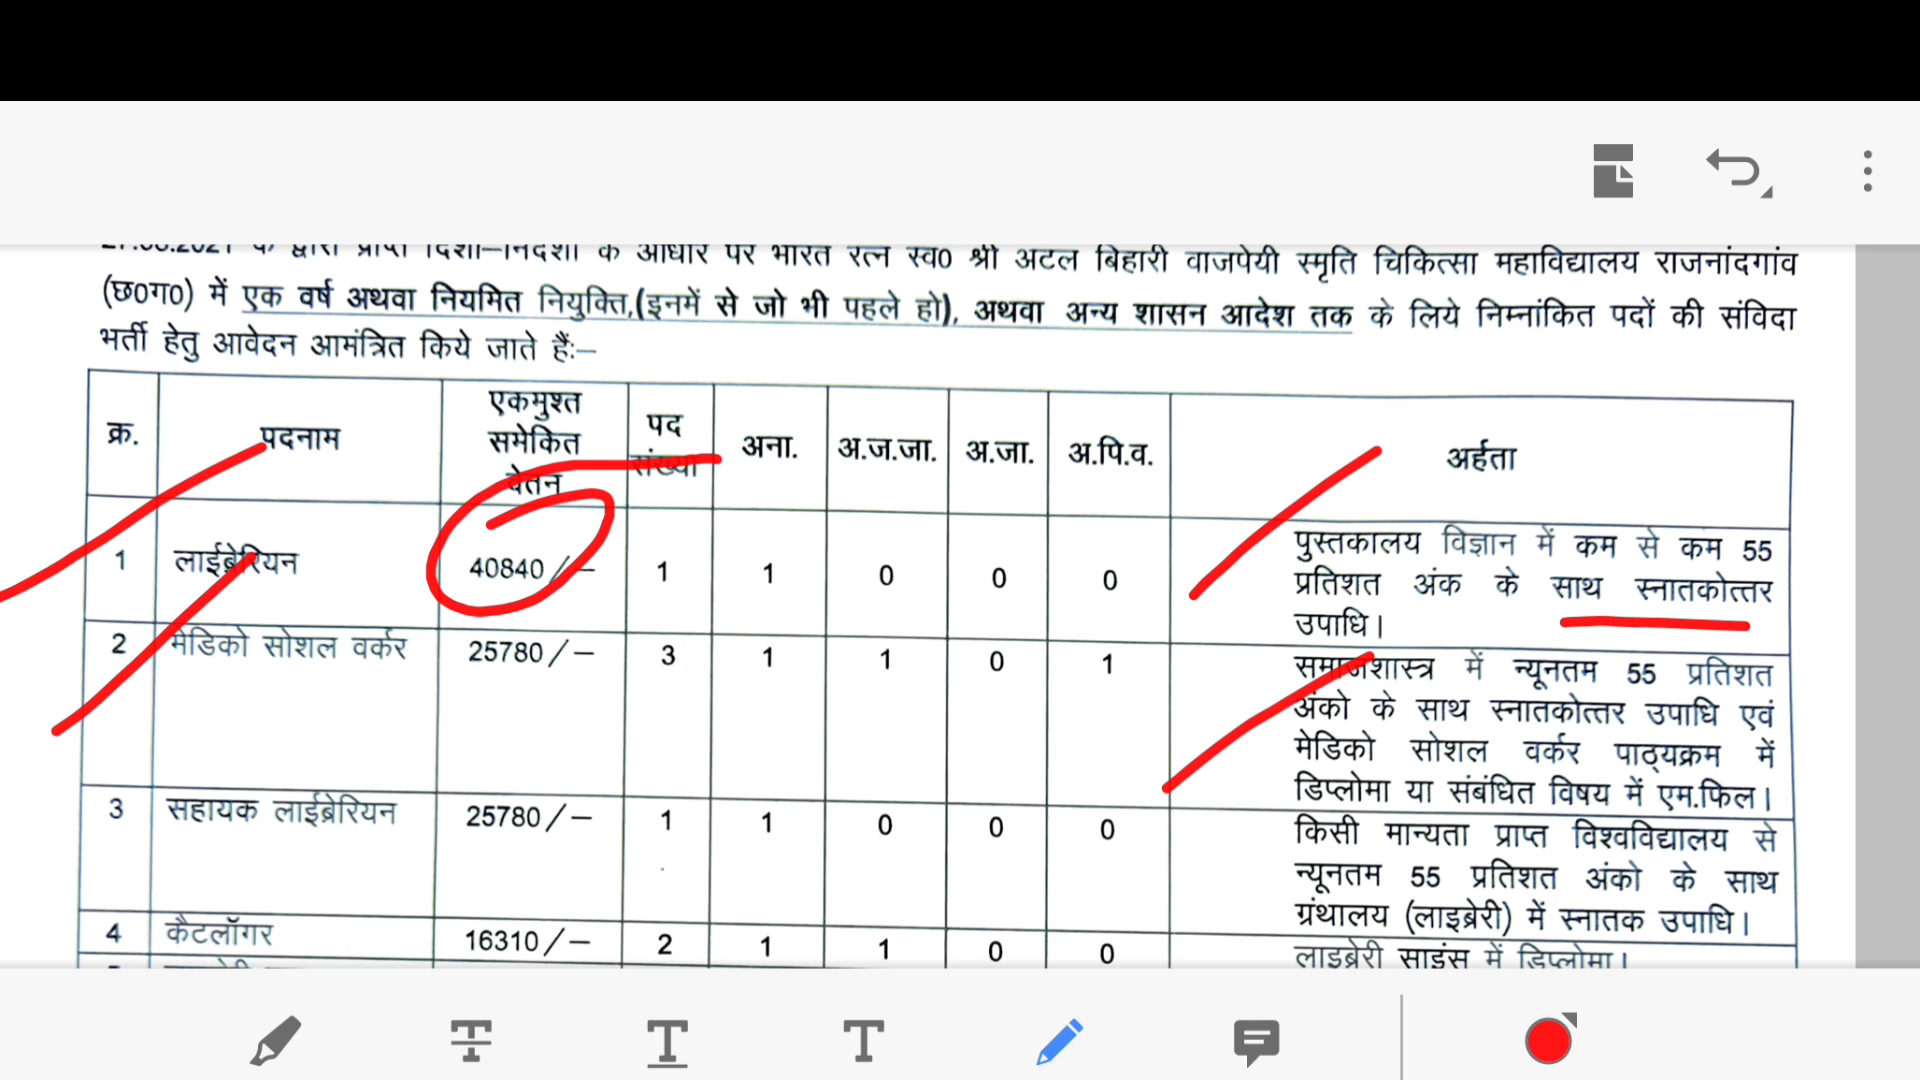 27.08.2021 के द्वारा प्राप्त दिशा–निर्देशों के आधार पर भारत रत्न स्व0 श्री अटल बिहारी वाजपेयी स्मृति चिकित्सा महाविद्यालय राजनांदगांव
(छ0ग0) में एक वर्ष अथवा नियमित नियुक्ति,(इनमें से जो भी पहले हो), अथवा अन्य शासन आदेश तक के लिये निम्नांकित पदों की संविदा
भर्ती हेतु आवेदन आमंत्रित किये जाते हैं:–
क्र. पदनाम एकमुश्त समेकित वेतन पद संख्या अना. अ.ज.जा. अ.जा. अ.पि.व. अर्हता
1 लाईब्रेरियन 40840/– 1 1 0 0 0 पुस्तकालय विज्ञान में कम से कम 55
प्रतिशत अंक के साथ स्नातकोत्तर
उपाधि।
2 मेडिको सोशल वर्कर 25780/– 3 1 1 0 1 समाजशास्त्र में न्यूनतम 55 प्रतिशत
अंको के साथ स्नातकोत्तर उपाधि एवं
मेडिको सोशल वर्कर पाठ्यक्रम में
डिप्लोमा या संबंधित विषय में एम.फिल।
3 सहायक लाईब्रेरियन 25780/– 1 1 0 0 0 किसी मान्यता प्राप्त विश्वविद्यालय से
न्यूनतम 55 प्रतिशत अंको के साथ
ग्रंथालय (लाइब्रेरी) में स्नातक उपाधि।
4 कैटलॉगर 16310/– 2 1 1 0 0 लाइब्रेरी साइंस में डिप्लोमा।